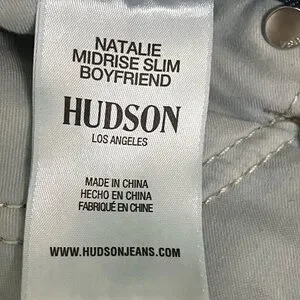 NATALIE
MIDRISE SLIM
BOYFRIEND
HUDSON
LOS ANGELES
MADE IN CHINA
HECHO EN CHINA
FABRIQUÉ EN CHINE
WWW.HUDSONJEANS.COM